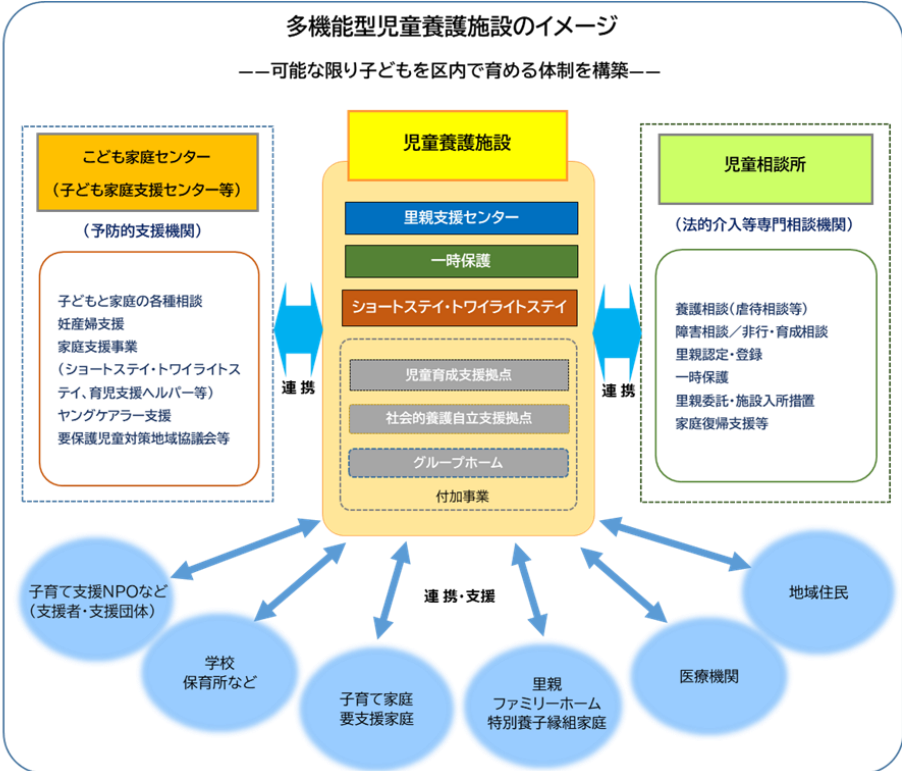 多機能型児童養護施設のイメージ
――可能な限り子どもを区内で育める体制を構築――
こども家庭センター
（子ども家庭支援センター等）
（予防的支援機関）
子どもと家庭の各種相談
妊産婦支援
家庭支援事業
（ショートステイ・トワイライトス
テイ、育児支援ヘルパー等）
ヤングケアラー支援
要保護児童対策地域協議会等
連 携
児童養護施設
里親支援センター
一時保護
ショートステイ・トワイライトステイ
児童育成支援拠点
社会的養護自立支援拠点
グループホーム
付加事業
連 携
児童相談所
（法的介入等専門相談機関）
養護相談（虐待相談等）
障害相談／非行・育成相談
里親認定・登録
一時保護
里親委託・施設入所措置
家庭復帰支援等
連 携・支援
子育て支援NPOなど
（支援者・支援団体）
学校
保育所など
子育て家庭
要支援家庭
里親
ファミリーホーム
特別養子縁組家庭
医療機関
地域住民